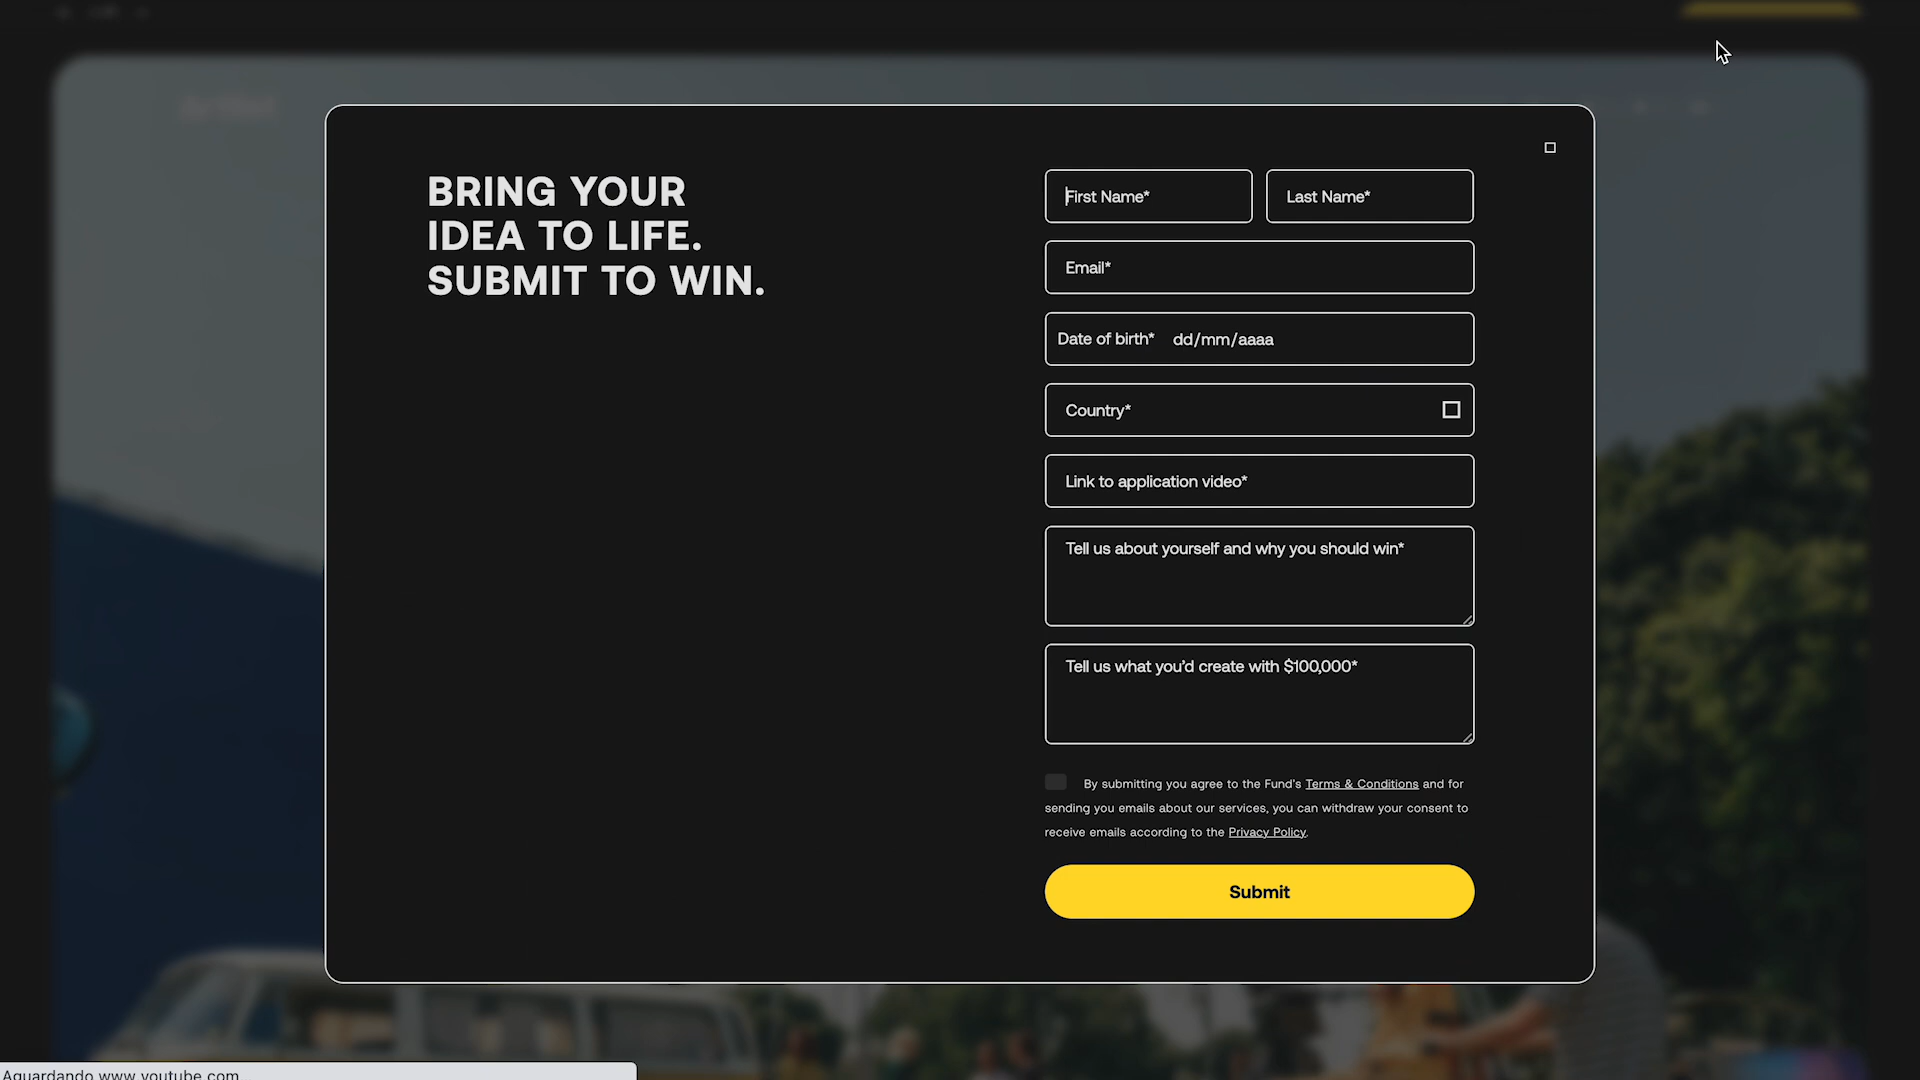 BRING YOUR
IDEA TO LIFE.
SUBMIT TO WIN.
First Name*
Last Name*
Email*
Date of birth* dd/mm/aaaa
Country*
Link to application video*
Tell us about yourself and why you should win*
Tell us what you’d create with $100,000*
By submitting you agree to the Fund’s Terms & Conditions and for
sending you emails about our services, you can withdraw your consent to
receive emails according to the Privacy Policy.
Submit
Aguardando www.youtube.com